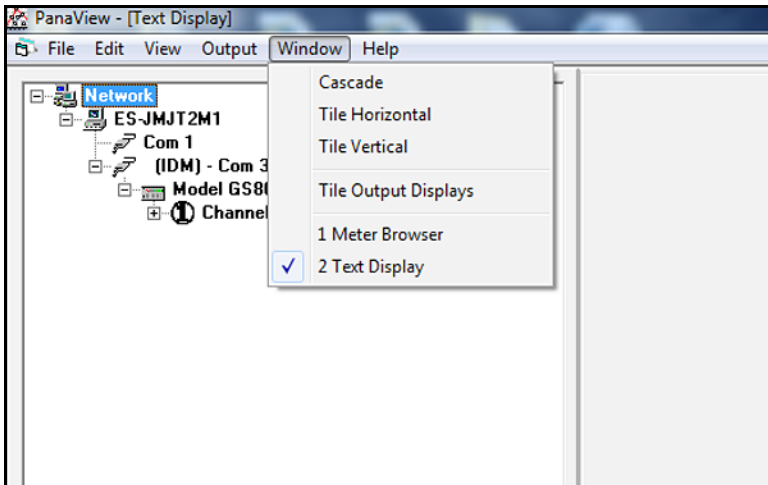 PanaView - [Text Display]
File Edit View Output Window Help
Network
ES-JMJT2M1
Com 1
(IDM) - Com 3
Model GS8
1 Channel
Cascade
Tile Horizontal
Tile Vertical
Tile Output Displays
1 Meter Browser
2 Text Display